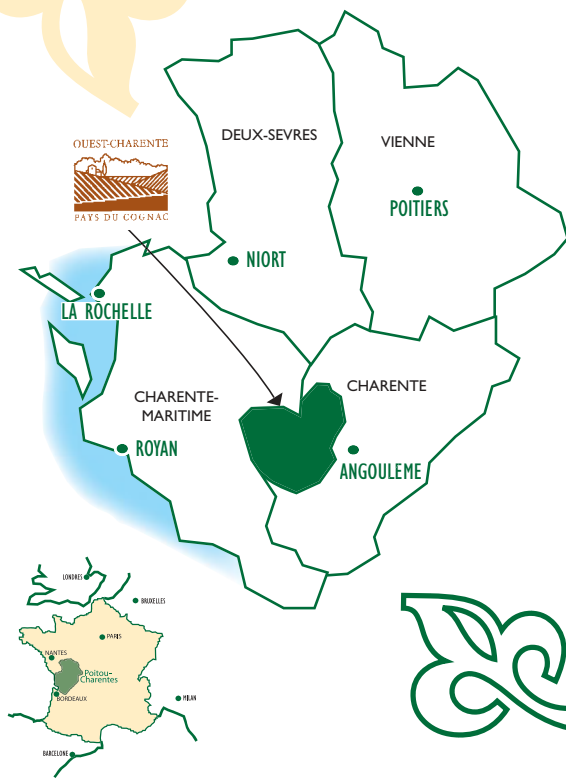 OUEST-CHARENTE
PAYS DU COGNAC
DEUX-SEVRES
VIENNE
POITIERS
NIORT
LA ROCHELLE
CHARENTE-
MARITIME
CHARENTE
ROYAN
ANGOULEME
LONDRES
BRUXELLES
PARIS
NANTES
Poitou-
Charentes
BORDEAUX
MILAN
BARCELONE